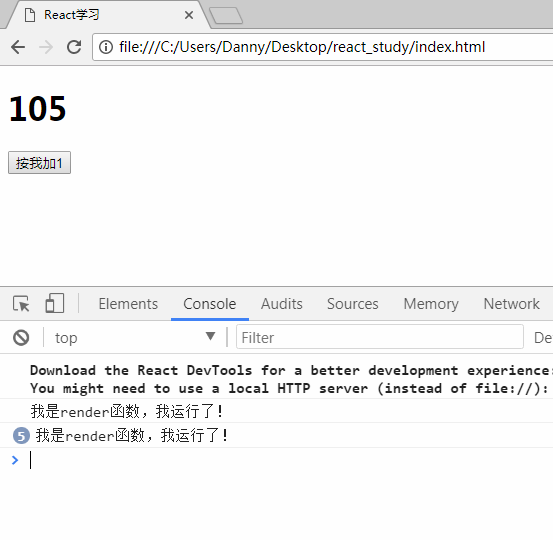 React学习
file:///C:/Users/Danny/Desktop/react_study/index.html
105
按我加1
Elements Console Audits Sources Memory Network
top Filter De
Download the React DevTools for a better development experience:
You might need to use a local HTTP server (instead of file://):
我是render函数，我运行了！
5 我是render函数，我运行了！